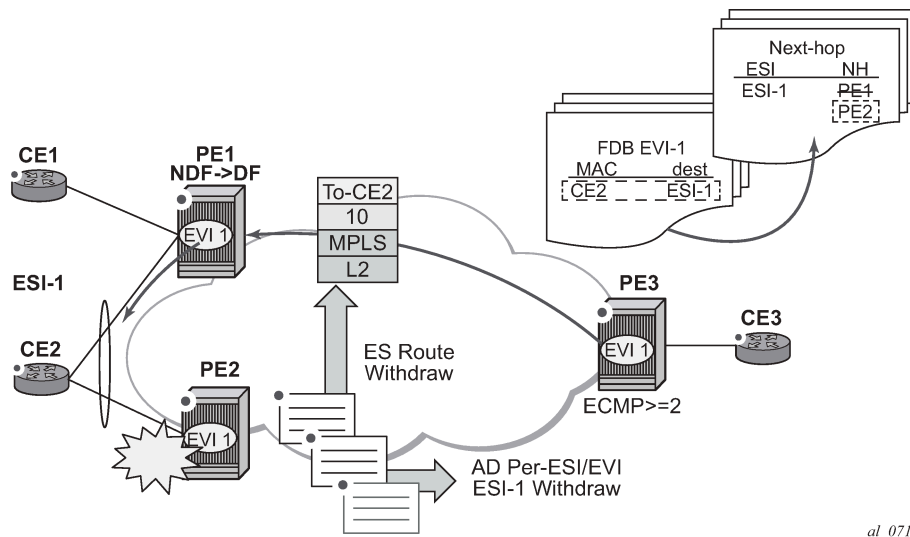 Next-hop
ESI NH
ESI-1 PE1
PE2
FDB EVI-1
MAC dest
CE2 ESI-1
CE1
PE1
NDF->DF
EVI 1
To-CE2
10
MPLS
L2
ESI-1
PE3
EVI 1
ECMP>=2
CE3
CE2
PE2
EVI 1
ES Route
Withdraw
AD Per-ESI/EVI
ESI-1 Withdraw
al_071